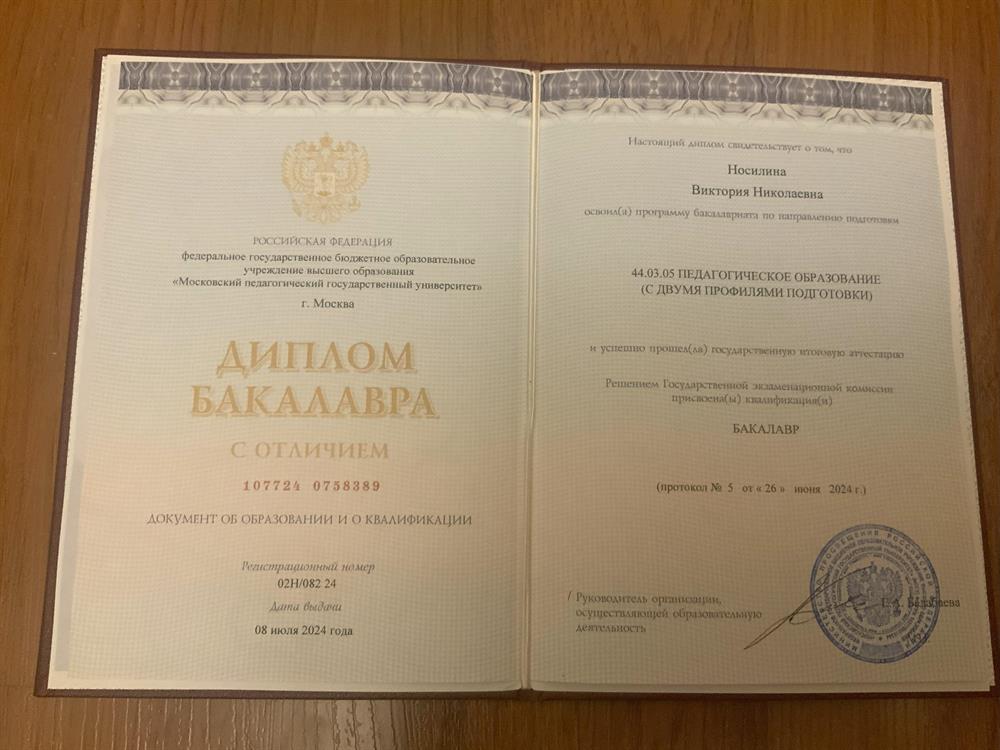 РОССИЙСКАЯ ФЕДЕРАЦИЯ
федеральное государственное бюджетное образовательное
учреждение высшего образования
«Московский педагогический государственный университет»
г. Москва
ДИПЛОМ
БАКАЛАВРА
С ОТЛИЧИЕМ
107724 0758389
ДОКУМЕНТ ОБ ОБРАЗОВАНИИ И О КВАЛИФИКАЦИИ
Регистрационный номер
02Н/082 24
Дата выдачи
08 июля 2024 года
Настоящий диплом свидетельствует о том, что
Носилина
Виктория Николаевна
освоил(а) программу бакалавриата по направлению подготовки
44.03.05 ПЕДАГОГИЧЕСКОЕ ОБРАЗОВАНИЕ
(С ДВУМЯ ПРОФИЛЯМИ ПОДГОТОВКИ)
и успешно прошел(ла) государственную итоговую аттестацию
Решением Государственной экзаменационной комиссии
присвоена(ы) квалификация(и)
БАКАЛАВР
(протокол № 5 от « 26 » июня 2024 г.)
/ Руководитель организации,
осуществляющей образовательную
деятельность